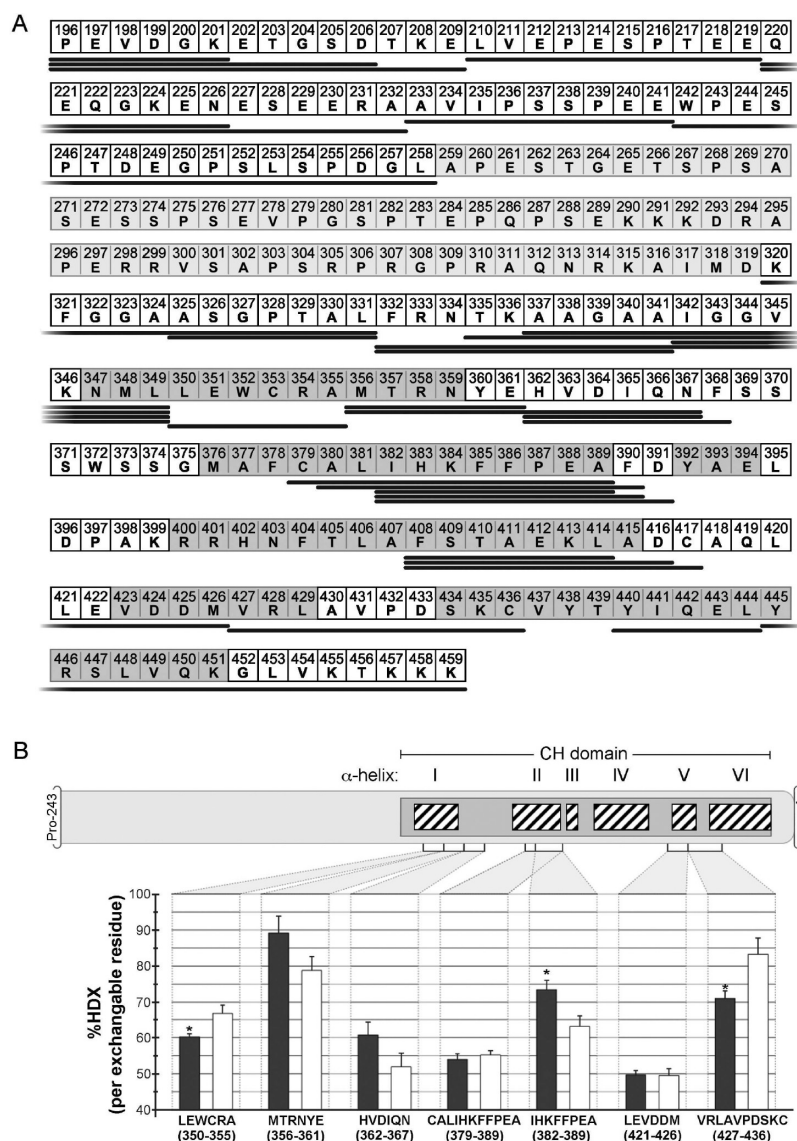 A
196 197 198 199 200 201 202 203 204 205 206 207 208 209 210 211 212 213 214 215 216 217 218 219 220
P E V D G K E T G S D T K E L V E P E S P T E E Q
221 222 223 224 225 226 227 228 229 230 231 232 233 234 235 236 237 238 239 240 241 242 243 244 245
E Q G K E N E S E E R A A V I P S S P E E W P E S
246 247 248 249 250 251 252 253 254 255 256 257 258 259 260 261 262 263 264 265 266 267 268 269 270
P T D E G P S L S P D G L A P E S T G E T S P S A
271 272 273 274 275 276 277 278 279 280 281 282 283 284 285 286 287 288 289 290 291 292 293 294 295
S E S S P S E V P G S P T E P Q P S E K K K D R A
296 297 298 299 300 301 302 303 304 305 306 307 308 309 310 311 312 313 314 315 316 317 318 319 320
P E R R V S A P S R P R G P R A Q N R K A I M D K
321 322 323 324 325 326 327 328 329 330 331 332 333 334 335 336 337 338 339 340 341 342 343 344 345
F G G A A S G P T A L F R N T K A A G A A I G G V
346 347 348 349 350 351 352 353 354 355 356 357 358 359 360 361 362 363 364 365 366 367 368 369 370
K N M L L E W C R A M T R N Y E H V D I Q N F S S
371 372 373 374 375 376 377 378 379 380 381 382 383 384 385 386 387 388 389 390 391 392 393 394 395
S W S S G M A F C A L I H K F F P E A F D Y A E L
396 397 398 399 400 401 402 403 404 405 406 407 408 409 410 411 412 413 414 415 416 417 418 419 420
D P A K R R H N F T L A F S T A E K L A D C A Q L
421 422 423 424 425 426 427 428 429 430 431 432 433 434 435 436 437 438 439 440 441 442 443 444 445
L E V D D M V R L A V P D S K C V Y T Y I Q E L Y
446 447 448 449 450 451 452 453 454 455 456 457 458 459
R S L V Q K G L V K T K K K
B
CH domain
α-helix: I II III IV V VI
Pro-243
%HDX
(per exchangable residue)
100
90
80
70
60
50
40
* * *
LEWCRA MTRNYE HVDIQN CALIHKFFPEA IHKFFPEA LEVDDM VRLAVPDSKC
(350-355) (356-361) (362-367) (379-389) (382-389) (421-426) (427-436)